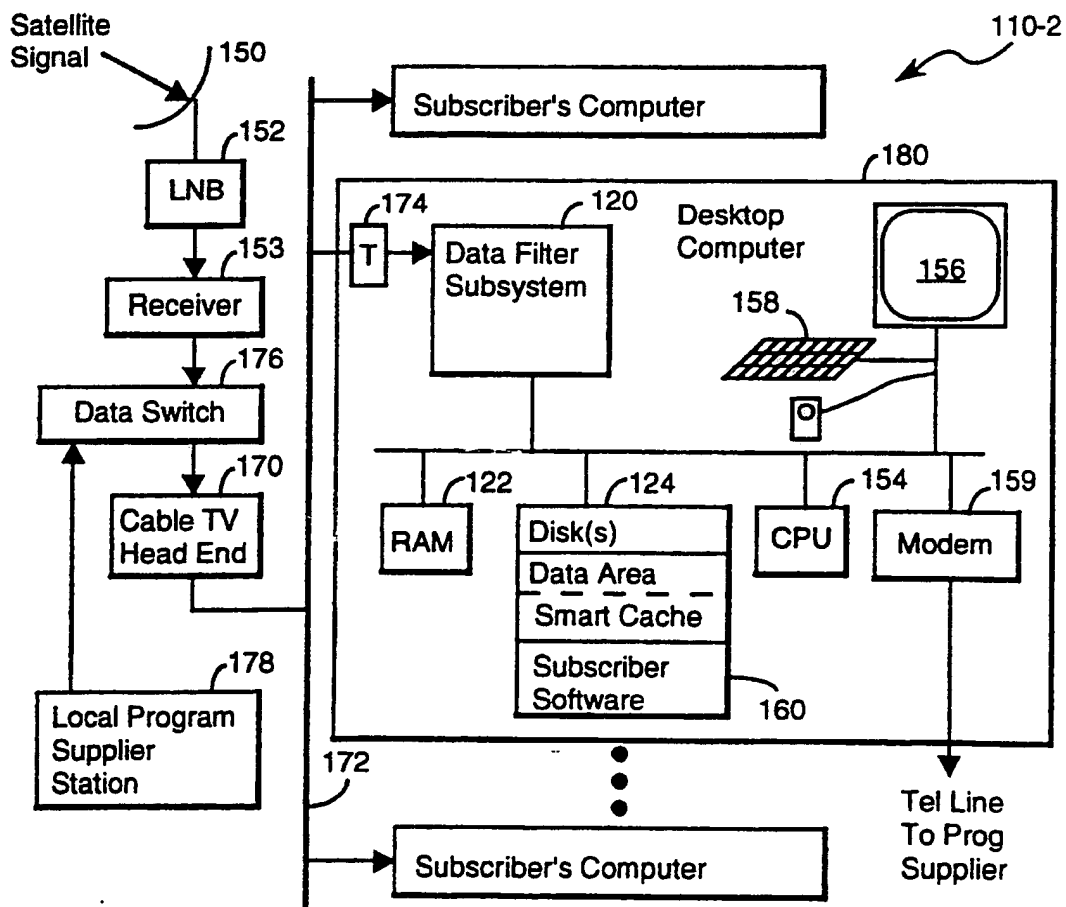 Satellite
Signal
150
110-2
Subscriber's Computer
152
LNB
180
174
T
120
Data Filter
Subsystem
Desktop
Computer
156
153
Receiver
158
176
Data Switch
170
Cable TV
Head End
122
RAM
124
Disk(s)
Data Area
Smart Cache
Subscriber
Software
160
154
CPU
159
Modem
178
Local Program
Supplier
Station
172
Tel Line
To Prog
Supplier
Subscriber's Computer